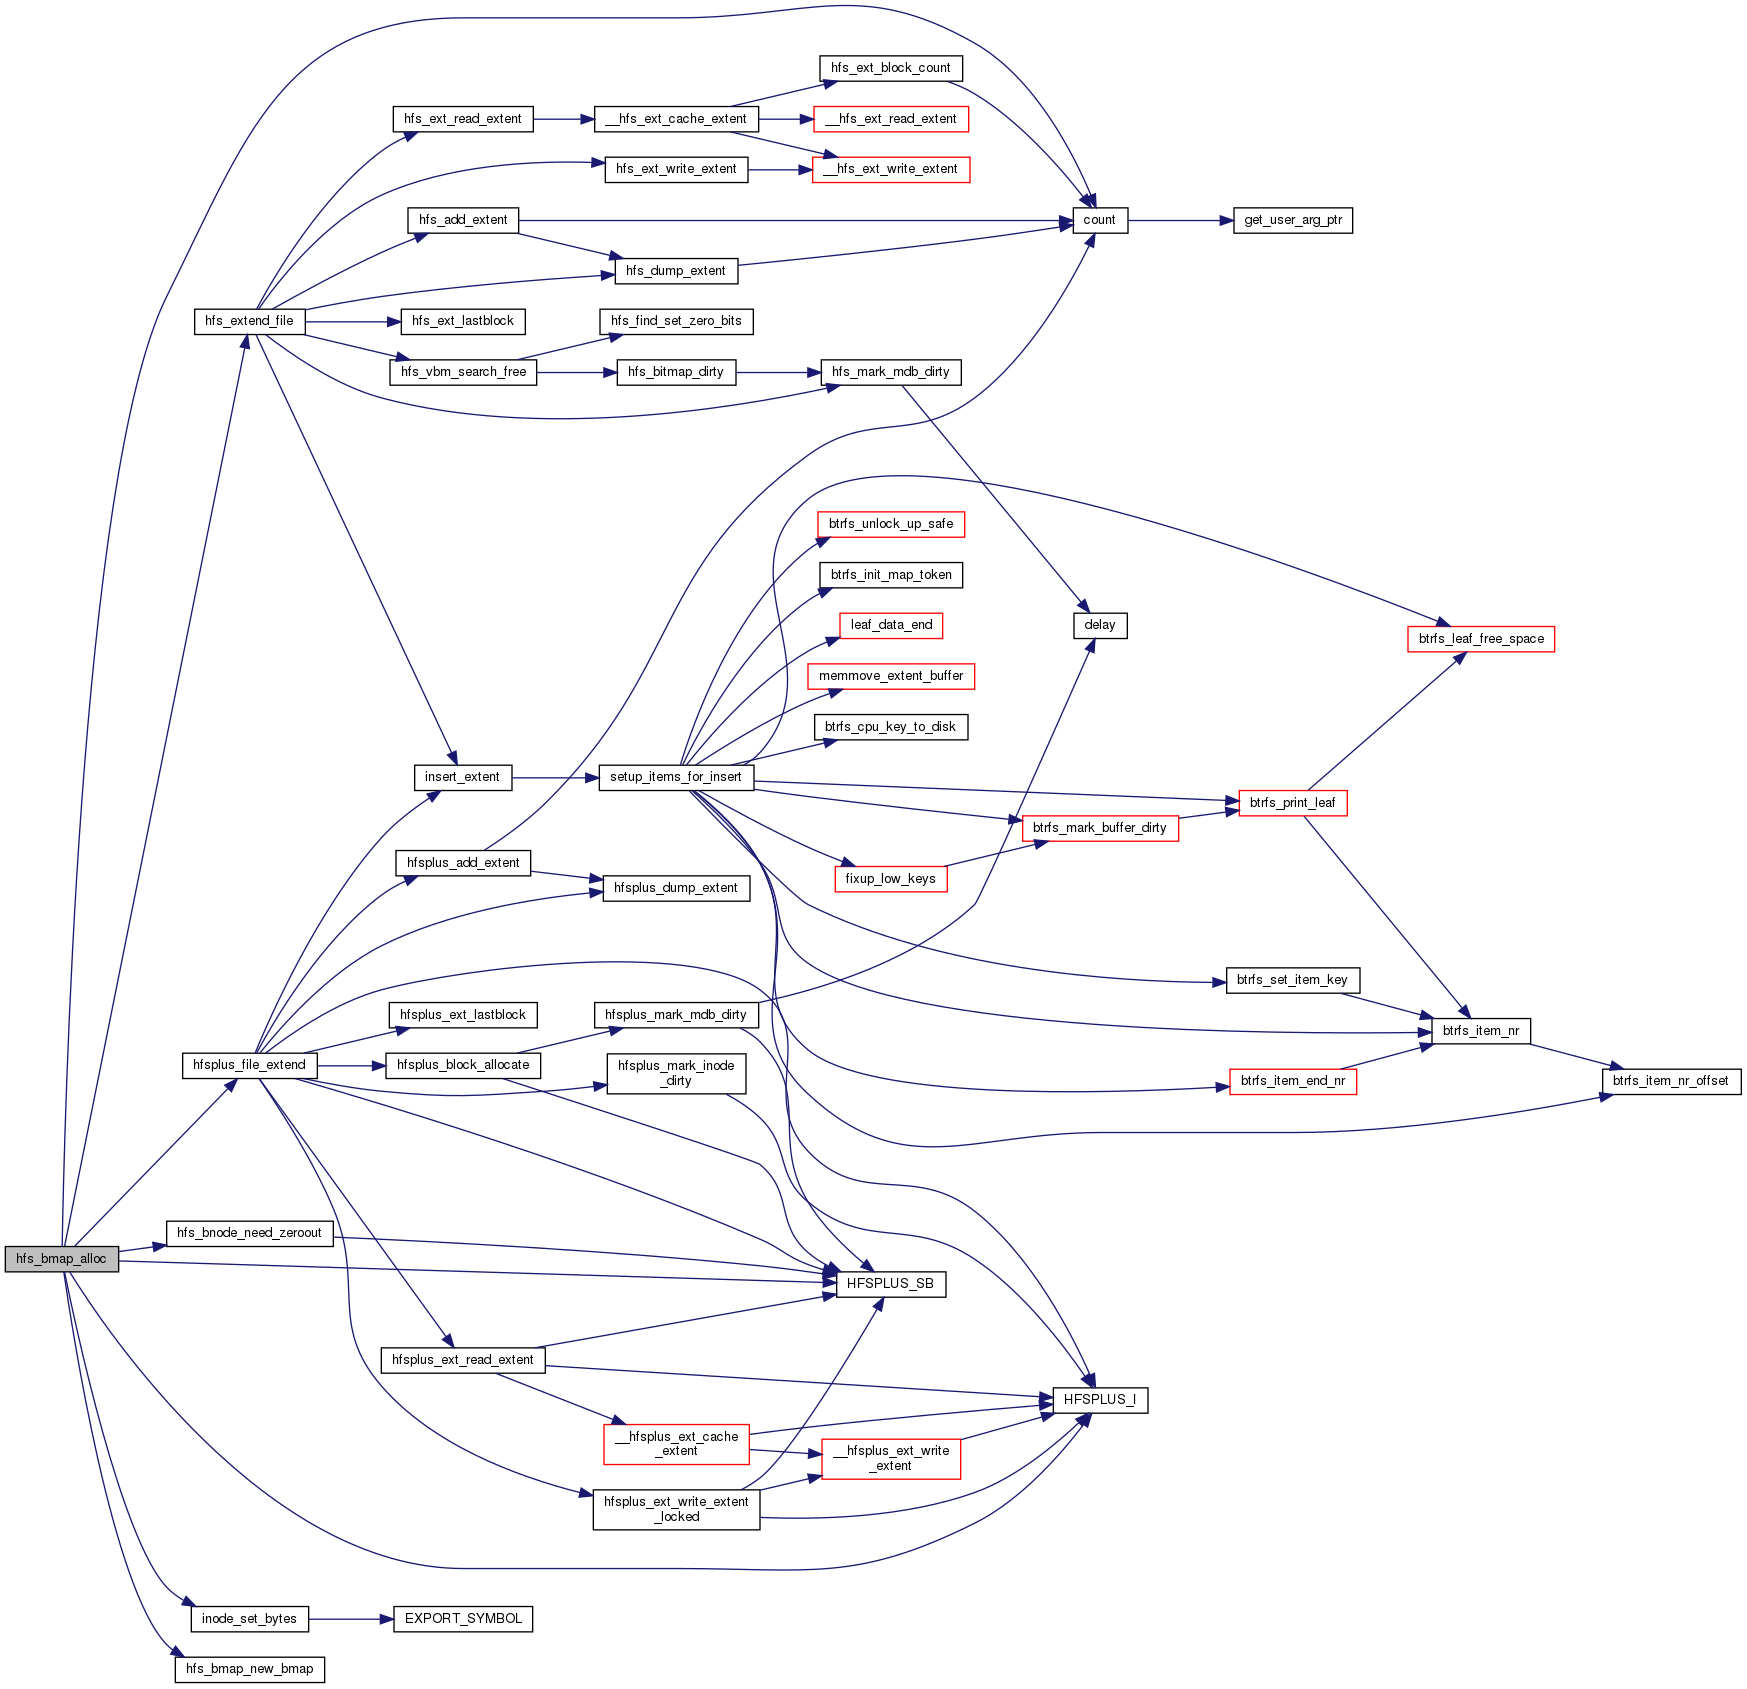 hfs_ext_block_count
hfs_ext_read_extent
__hfs_ext_cache_extent
__hfs_ext_read_extent
hfs_ext_write_extent
__hfs_ext_write_extent
hfs_add_extent
count
get_user_arg_ptr
hfs_dump_extent
hfs_extend_file
hfs_ext_lastblock
hfs_find_set_zero_bits
hfs_vbm_search_free
hfs_bitmap_dirty
hfs_mark_mdb_dirty
btrfs_unlock_up_safe
btrfs_init_map_token
leaf_data_end
delay
btrfs_leaf_free_space
memmove_extent_buffer
btrfs_cpu_key_to_disk
insert_extent
setup_items_for_insert
btrfs_print_leaf
btrfs_mark_buffer_dirty
hfsplus_add_extent
fixup_low_keys
hfsplus_dump_extent
btrfs_set_item_key
hfsplus_ext_lastblock
hfsplus_mark_mdb_dirty
btrfs_item_nr
hfsplus_file_extend
hfsplus_block_allocate
hfsplus_mark_inode
_dirty
btrfs_item_end_nr
btrfs_item_nr_offset
hfs_bnode_need_zeroout
hfs_bmap_alloc
HFSPLUS_SB
hfsplus_ext_read_extent
HFSPLUS_I
__hfsplus_ext_cache
_extent
__hfsplus_ext_write
_extent
hfsplus_ext_write_extent
_locked
inode_set_bytes
EXPORT_SYMBOL
hfs_bmap_new_bmap